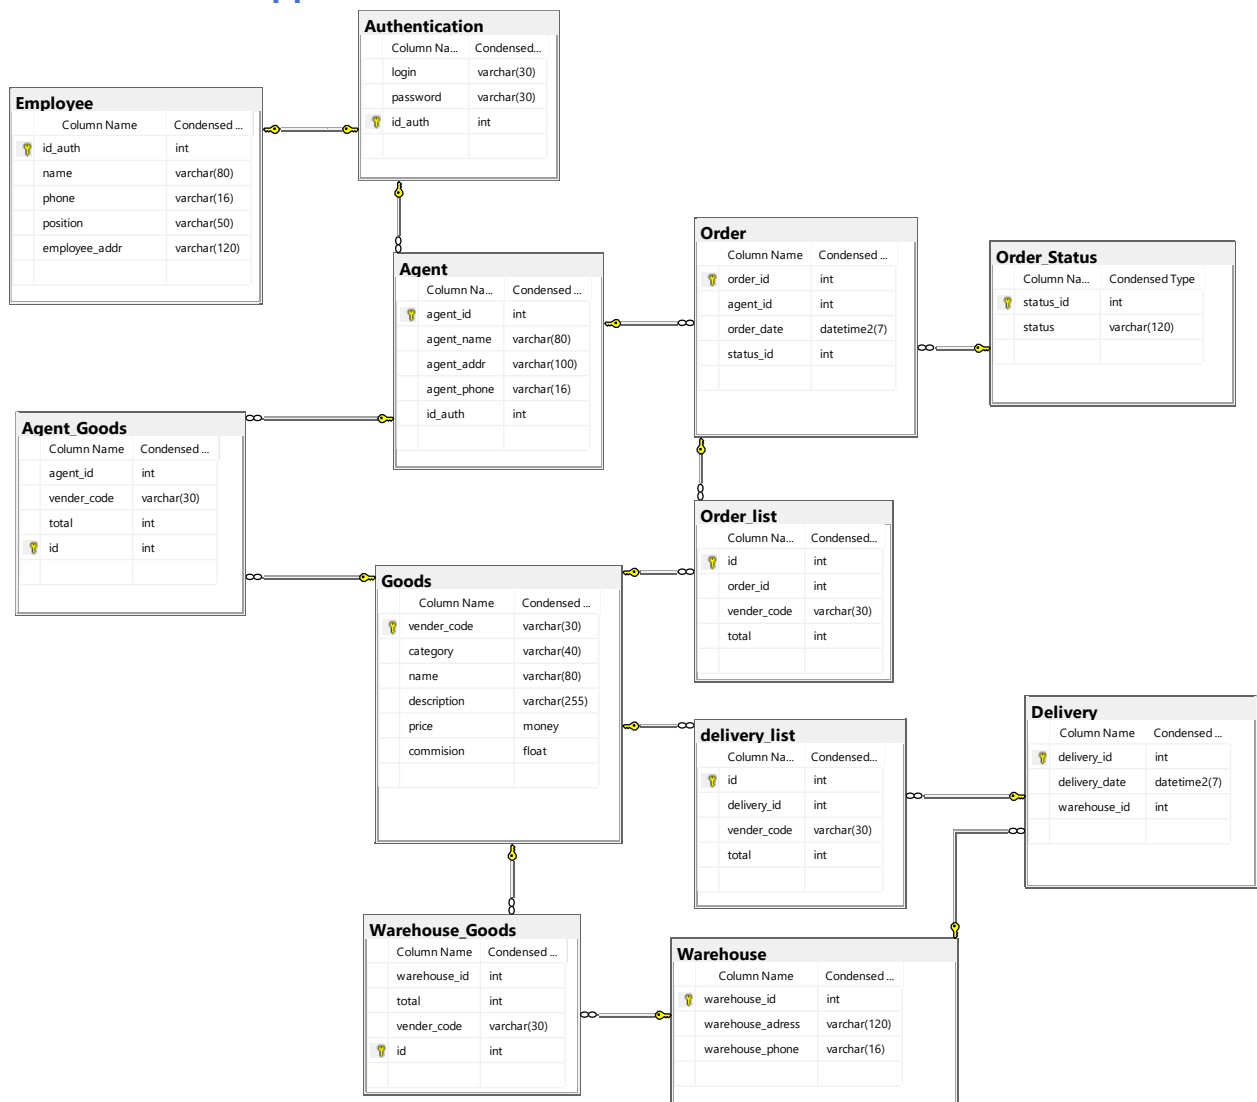 Authentication
Column Na... Condensed...
login varchar(30)
password varchar(30)
id_auth int
Employee
Column Name Condensed ...
id_auth int
name varchar(80)
phone varchar(16)
position varchar(50)
employee_addr varchar(120)
Order
Column Name Condensed ...
order_id int
agent_id int
order_date datetime2(7)
status_id int
Order_Status
Column Na... Condensed Type
status_id int
status varchar(120)
Agent
Column Na... Condensed ...
agent_id int
agent_name varchar(80)
agent_addr varchar(100)
agent_phone varchar(16)
id_auth int
Agent_Goods
Column Name Condensed ...
agent_id int
vender_code varchar(30)
total int
id int
Order_list
Column Na... Condensed...
id int
order_id int
vender_code varchar(30)
total int
Goods
Column Name Condensed ...
vender_code varchar(30)
category varchar(40)
name varchar(80)
description varchar(255)
price money
commision float
delivery_list
Column Na... Condensed...
id int
delivery_id int
vender_code varchar(30)
total int
Delivery
Column Name Condensed ...
delivery_id int
delivery_date datetime2(7)
warehouse_id int
Warehouse_Goods
Column Name Condensed ...
warehouse_id int
total int
vender_code varchar(30)
id int
Warehouse
Column Name Condensed ...
warehouse_id int
warehouse_adress varchar(120)
warehouse_phone varchar(16)